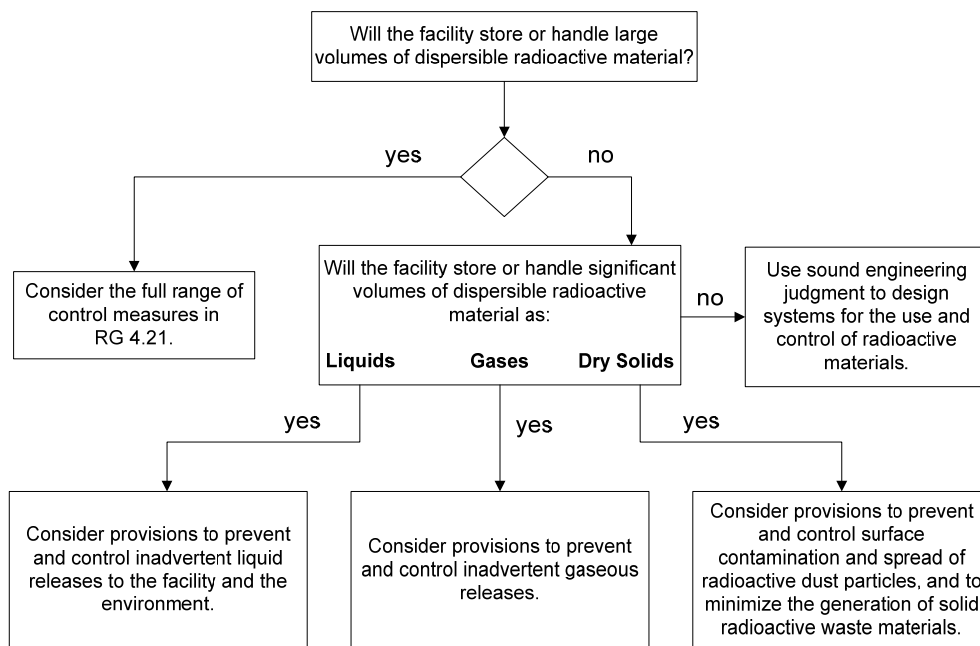 Will the facility store or handle large
volumes of dispersible radioactive material?
yes
no
Consider the full range of
control measures in
RG 4.21.
Will the facility store or handle significant
volumes of dispersible radioactive
material as:
Liquids Gases Dry Solids
no
Use sound engineering
judgment to design
systems for the use and
control of radioactive
materials.
yes
yes
yes
Consider provisions to prevent
and control inadvertent liquid
releases to the facility and the
environment.
Consider provisions to prevent
and control inadvertent gaseous
releases.
Consider provisions to prevent
and control surface
contamination and spread of
radioactive dust particles, and to
minimize the generation of solid
radioactive waste materials.